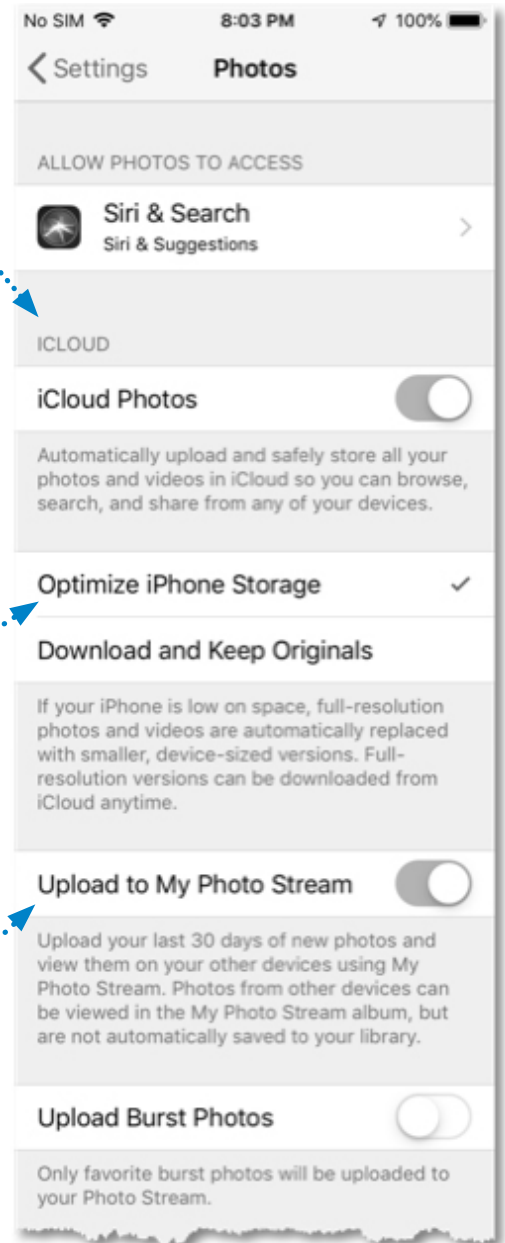 No SIM 8:03 PM 100%
Settings Photos
ALLOW PHOTOS TO ACCESS
Siri & Search
Siri & Suggestions
ICLOUD
iCloud Photos
Automatically upload and safely store all your
photos and videos in iCloud so you can browse,
search, and share from any of your devices.
Optimize iPhone Storage
Download and Keep Originals
If your iPhone is low on space, full-resolution
photos and videos are automatically replaced
with smaller, device-sized versions. Full-
resolution versions can be downloaded from
iCloud anytime.
Upload to My Photo Stream
Upload your last 30 days of new photos and
view them on your other devices using My
Photo Stream. Photos from other devices can
be viewed in the My Photo Stream album, but
are not automatically saved to your library.
Upload Burst Photos
Only favorite burst photos will be uploaded to
your Photo Stream.